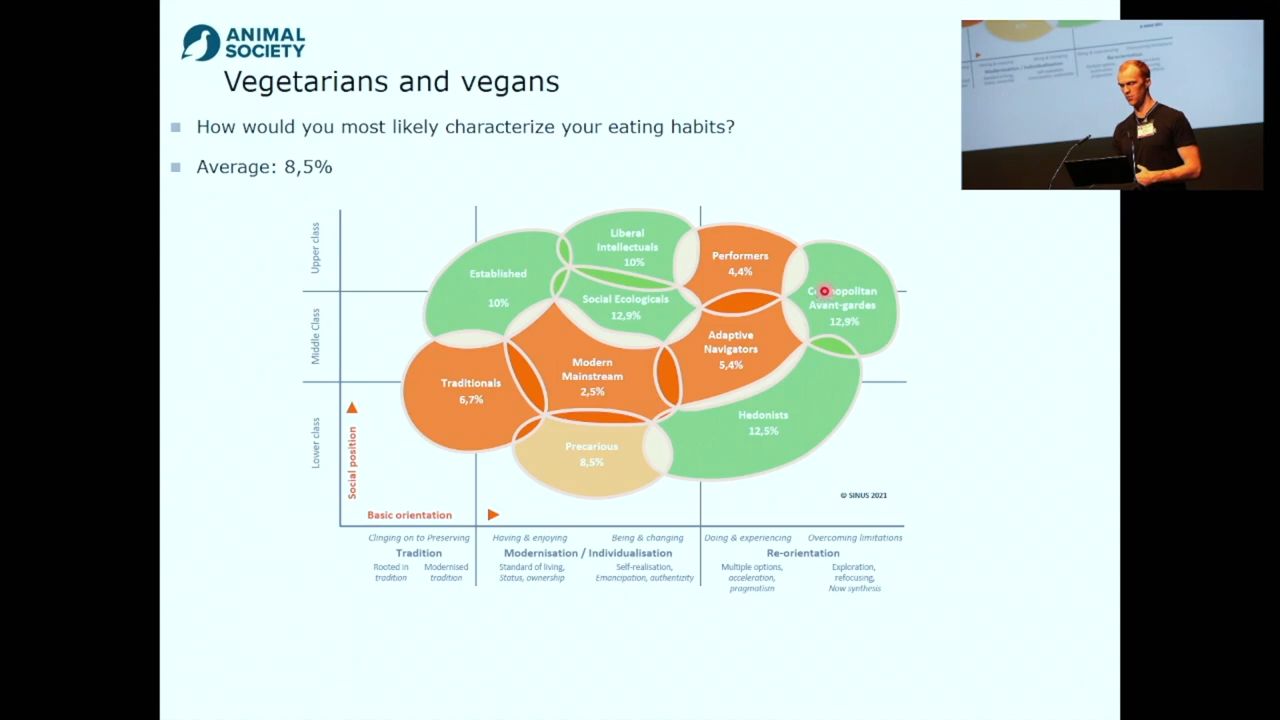 ANIMAL
SOCIETY
Vegetarians and vegans
How would you most likely characterize your eating habits?
Average: 8,5%
Upper class
Middle Class
Lower class
Social position
Established
10%
Liberal
Intellectuals
10%
Performers
4,4%
Social Ecologicals
12,9%
Avant-gardes
12,9%
Adaptive
Navigators
5,4%
Modern
Mainstream
2,5%
Traditionals
6,7%
Hedonists
12,5%
Precarious
8,5%
© SINUS 2021
Basic orientation
Clinging on to Preserving
Having & enjoying
Being & changing
Doing & experiencing
Overcoming limitations
Tradition
Modernisation / Individualisation
Re-orientation
Rooted in
tradition
Modernised
tradition
Standard of living,
Status, ownership
Self-realisation,
Emancipation, authentizity
Multiple options,
acceleration,
pragmatism
Exploration,
refocusing,
Now synthesis